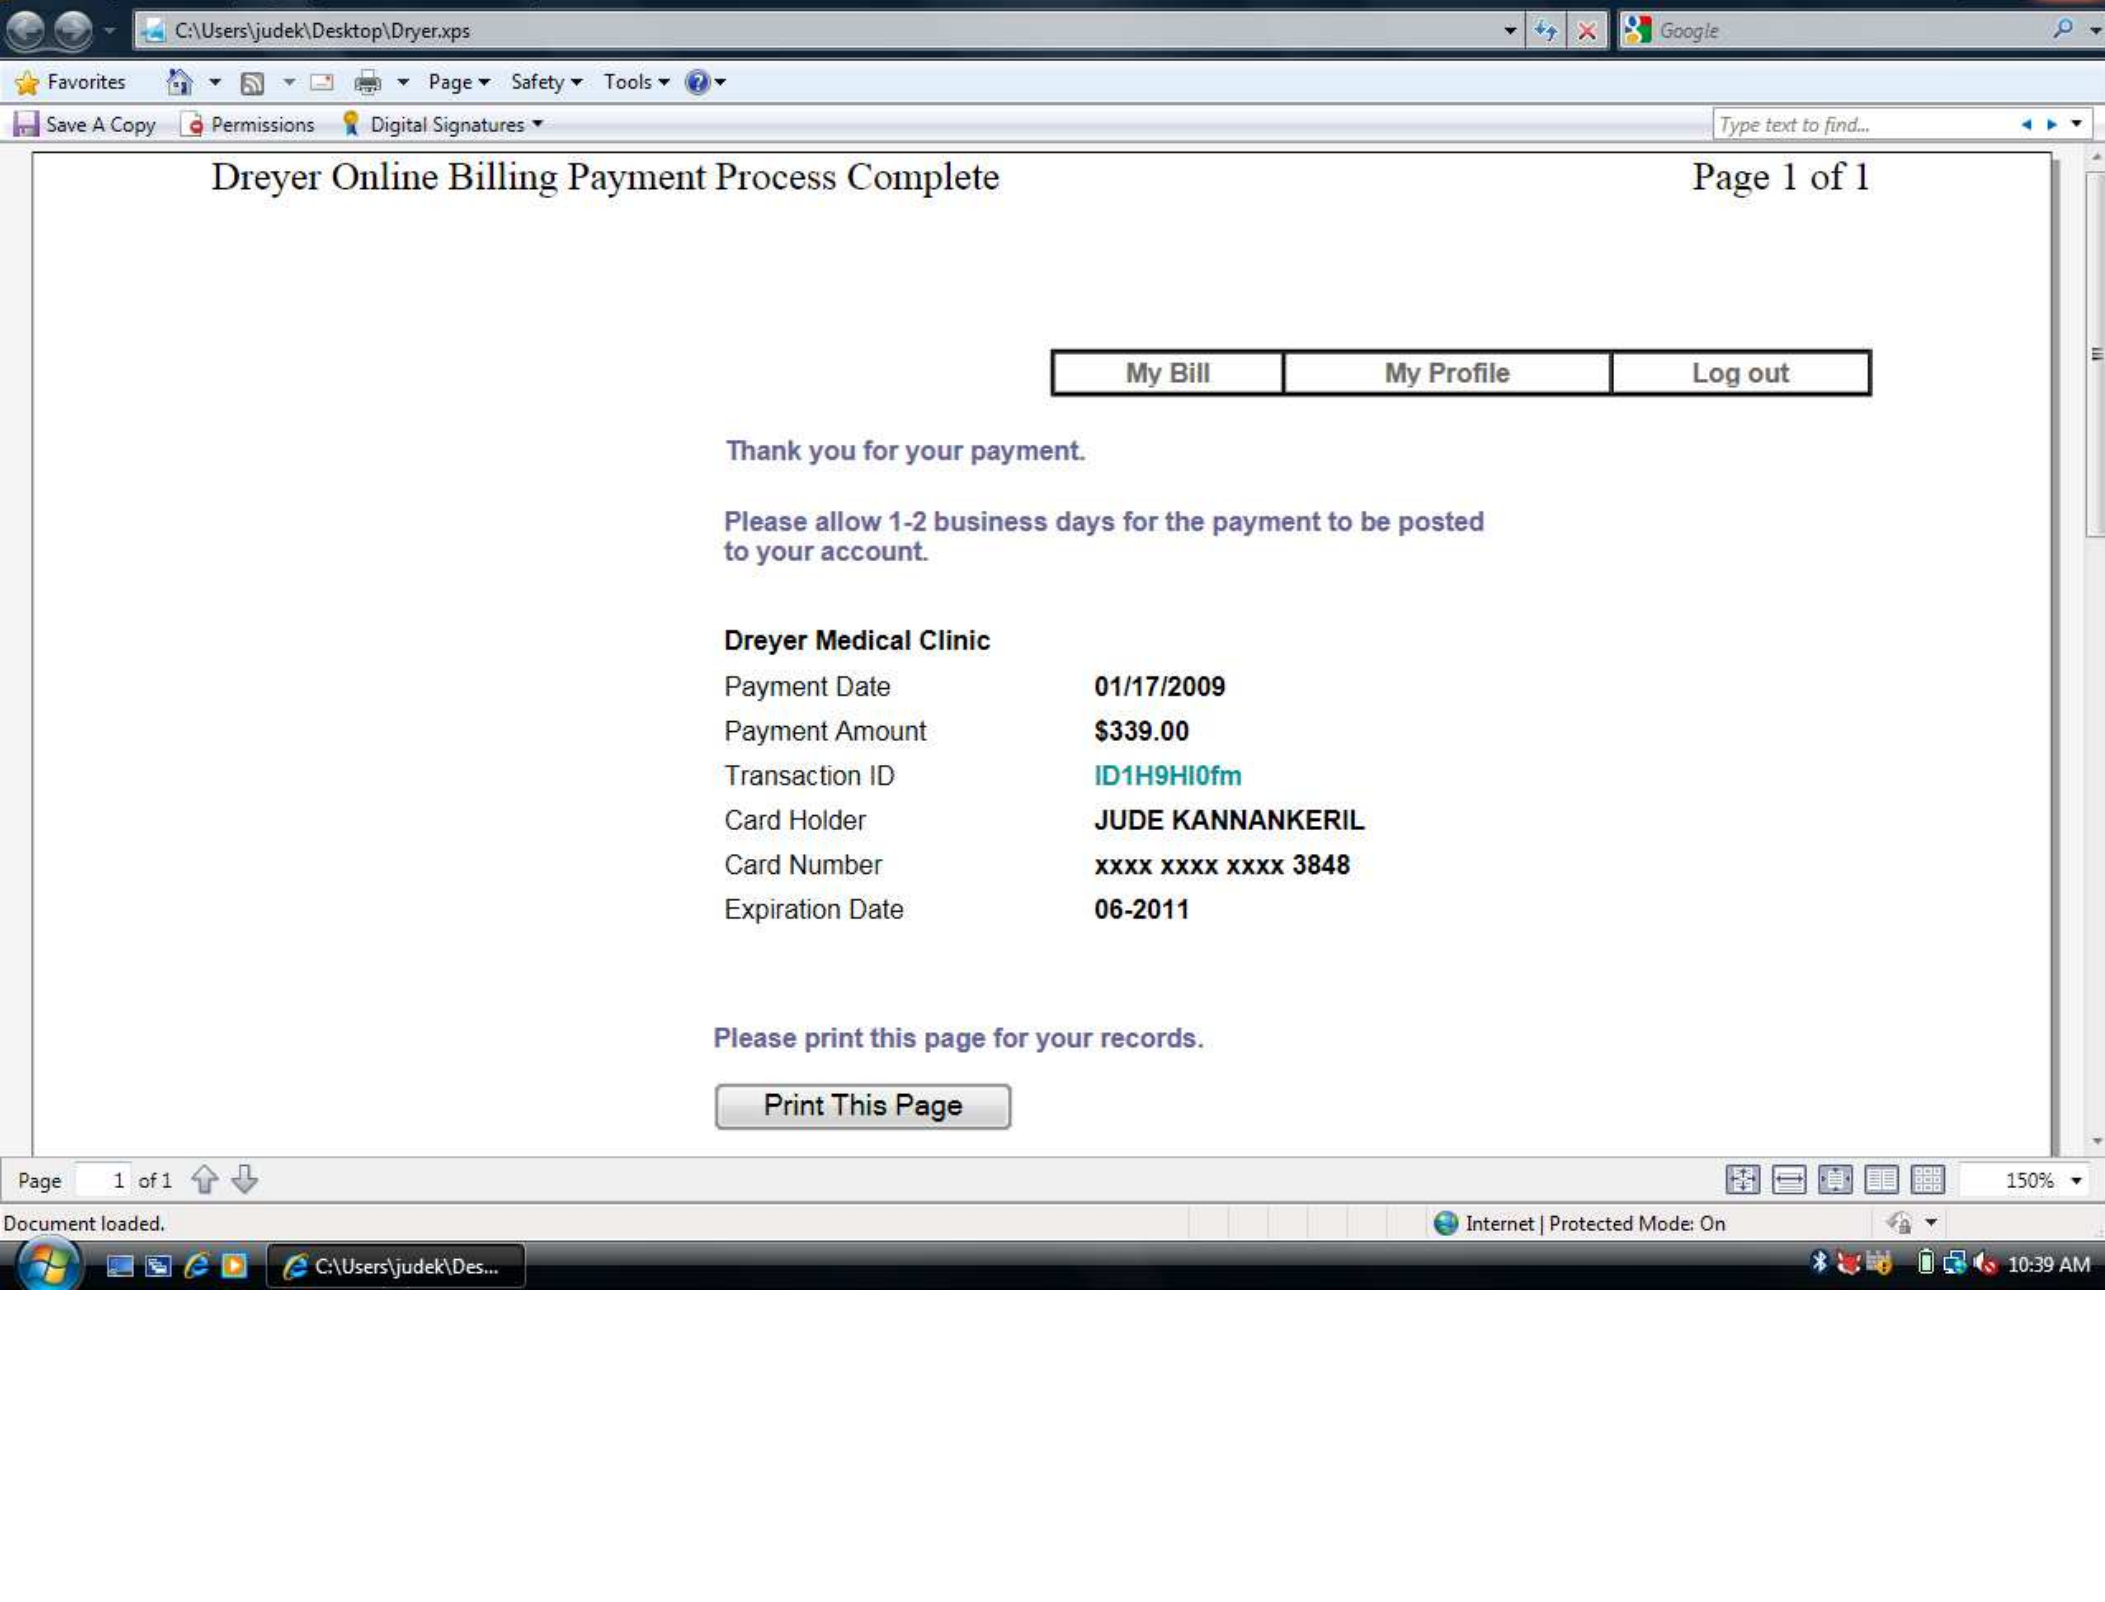 C:\Users\judek\Desktop\Dryer.xps Google
Favorites Page Safety Tools
Save A Copy Permissions Digital Signatures Type text to find...
Dreyer Online Billing Payment Process Complete Page 1 of 1
My Bill My Profile Log out
Thank you for your payment.
Please allow 1-2 business days for the payment to be posted
to your account.
Dreyer Medical Clinic
Payment Date 01/17/2009
Payment Amount $339.00
Transaction ID ID1H9HI0fm
Card Holder JUDE KANNANKERIL
Card Number xxxx xxxx xxxx 3848
Expiration Date 06-2011
Please print this page for your records.
Print This Page
Page 1 of 1 150%
Document loaded. Internet | Protected Mode: On
C:\Users\judek\Des... 10:39 AM